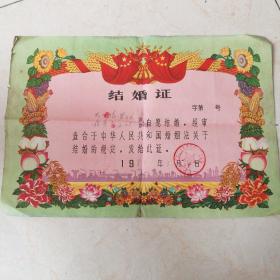 结婚证
字第 号
自愿结婚，经审
查合于中华人民共和国婚姻法关于
结婚的规定，发给此证。
19 年 月 日